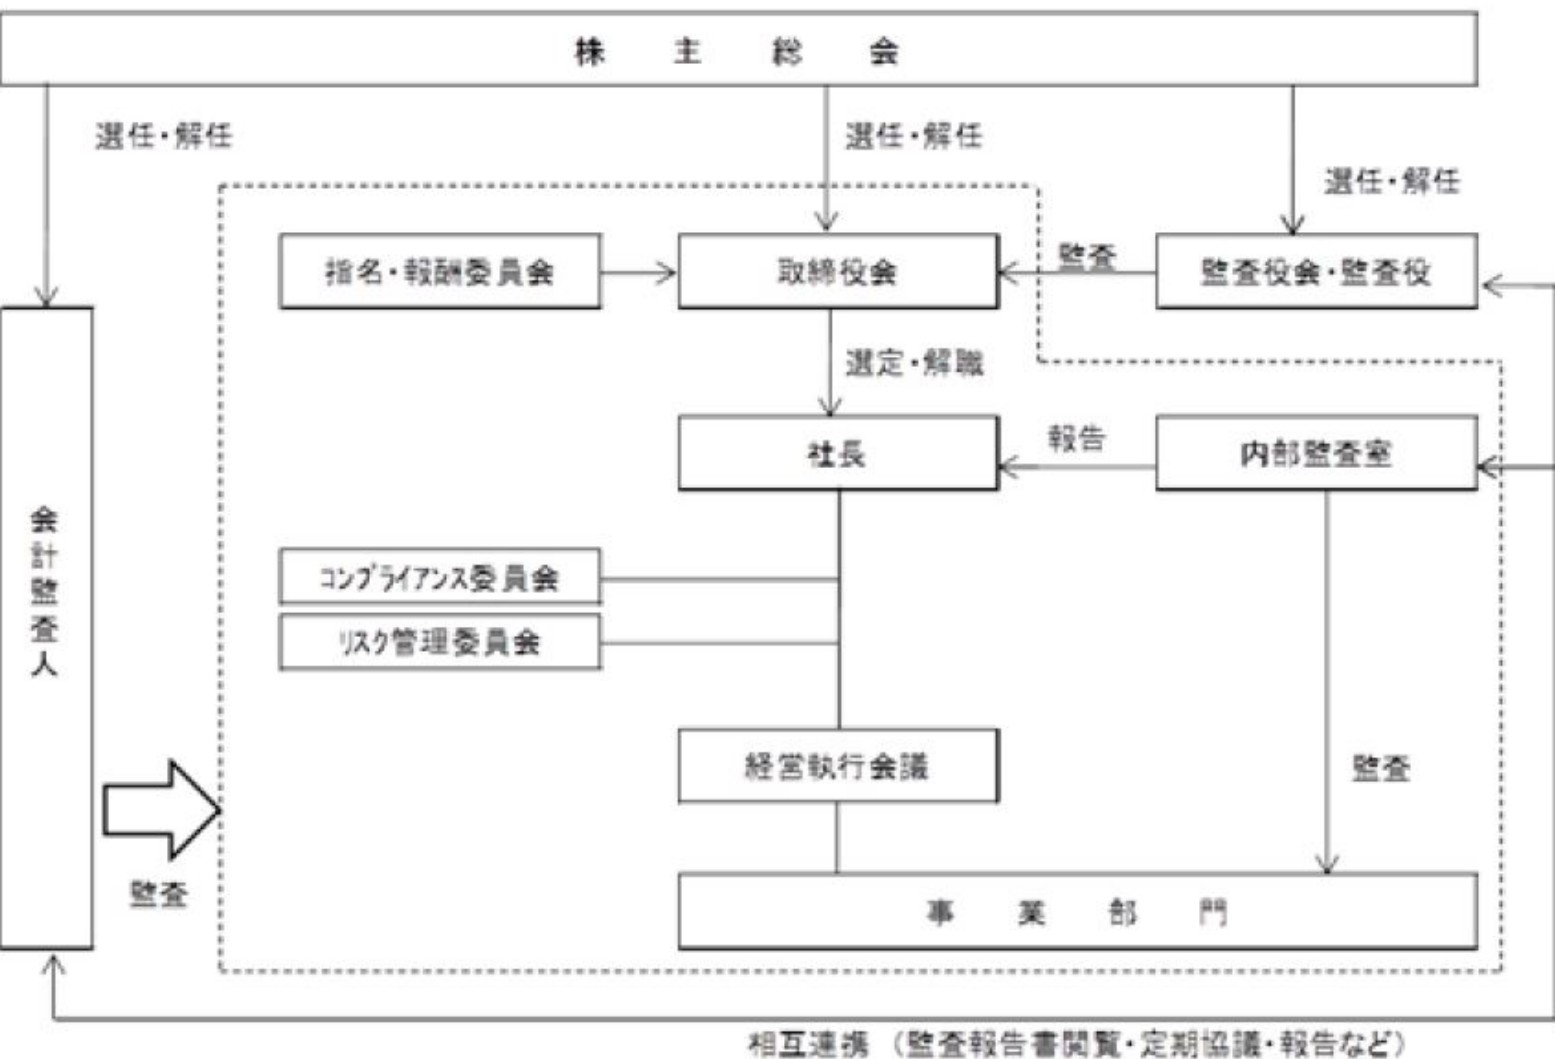 株主総会
選任・解任
選任・解任
選任・解任
指名・報酬委員会
取締役会
監査
監査役会・監査役
選定・解職
社長
報告
内部監査室
会計監査人
コンプライアンス委員会
リスク管理委員会
経営執行会議
監査
監査
事業部門
相互連携（監査報告書閲覧・定期協議・報告など）